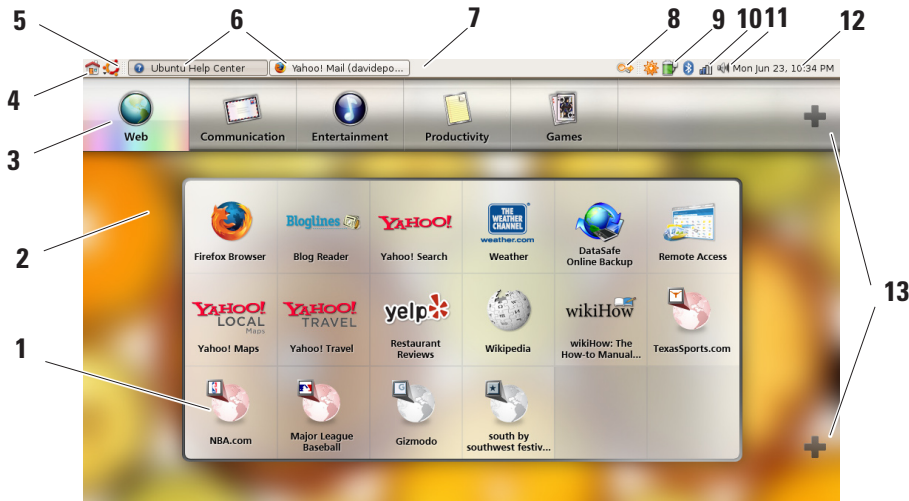 5 6 7 8 9 10 11 12
Ubuntu Help Center Yahoo! Mail (davidepo... Mon Jun 23, 10:34 PM
4
3
Web Communication Entertainment Productivity Games
2
Bloglines YAHOO! THE WEATHER CHANNEL weather.com
Firefox Browser Blog Reader Yahoo! Search Weather DataSafe Online Backup Remote Access
13
YAHOO! LOCAL Maps YAHOO! TRAVEL yelp wikiHow
Yahoo! Maps Yahoo! Travel Restaurant Reviews Wikipedia wikiHow: The How-to Manual... TexasSports.com
1
G
NBA.com Major League Baseball Gizmodo south by southwest festiv...